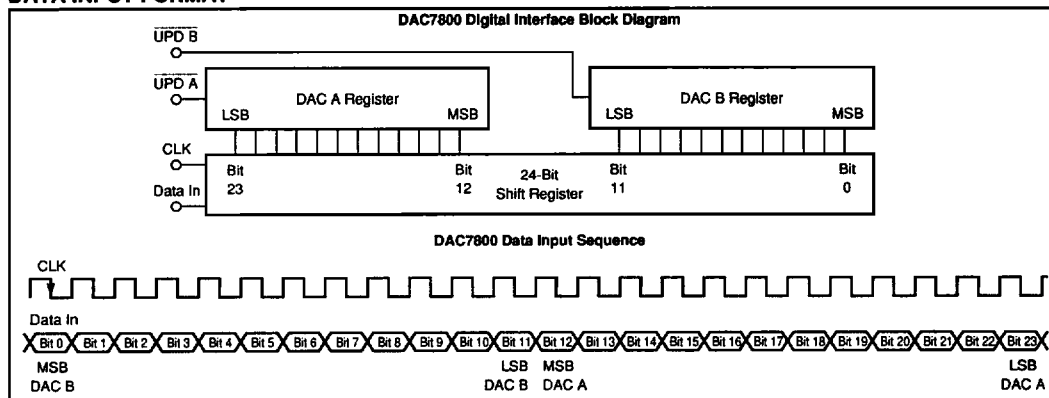 DATA INPUT FORMAT
DAC7800 Digital Interface Block Diagram
UPD B
UPD A
DAC A Register
LSB MSB
DAC B Register
LSB MSB
CLK
Data In
Bit 23
Bit 12
24-Bit
Shift Register
Bit 11
Bit 0
DAC7800 Data Input Sequence
CLK
Data In
Bit 0 Bit 1 Bit 2 Bit 3 Bit 4 Bit 5 Bit 6 Bit 7 Bit 8 Bit 9 Bit 10 Bit 11 Bit 12 Bit 13 Bit 14 Bit 15 Bit 16 Bit 17 Bit 18 Bit 19 Bit 20 Bit 21 Bit 22 Bit 23
MSB LSB MSB LSB
DAC B DAC B DAC A DAC A